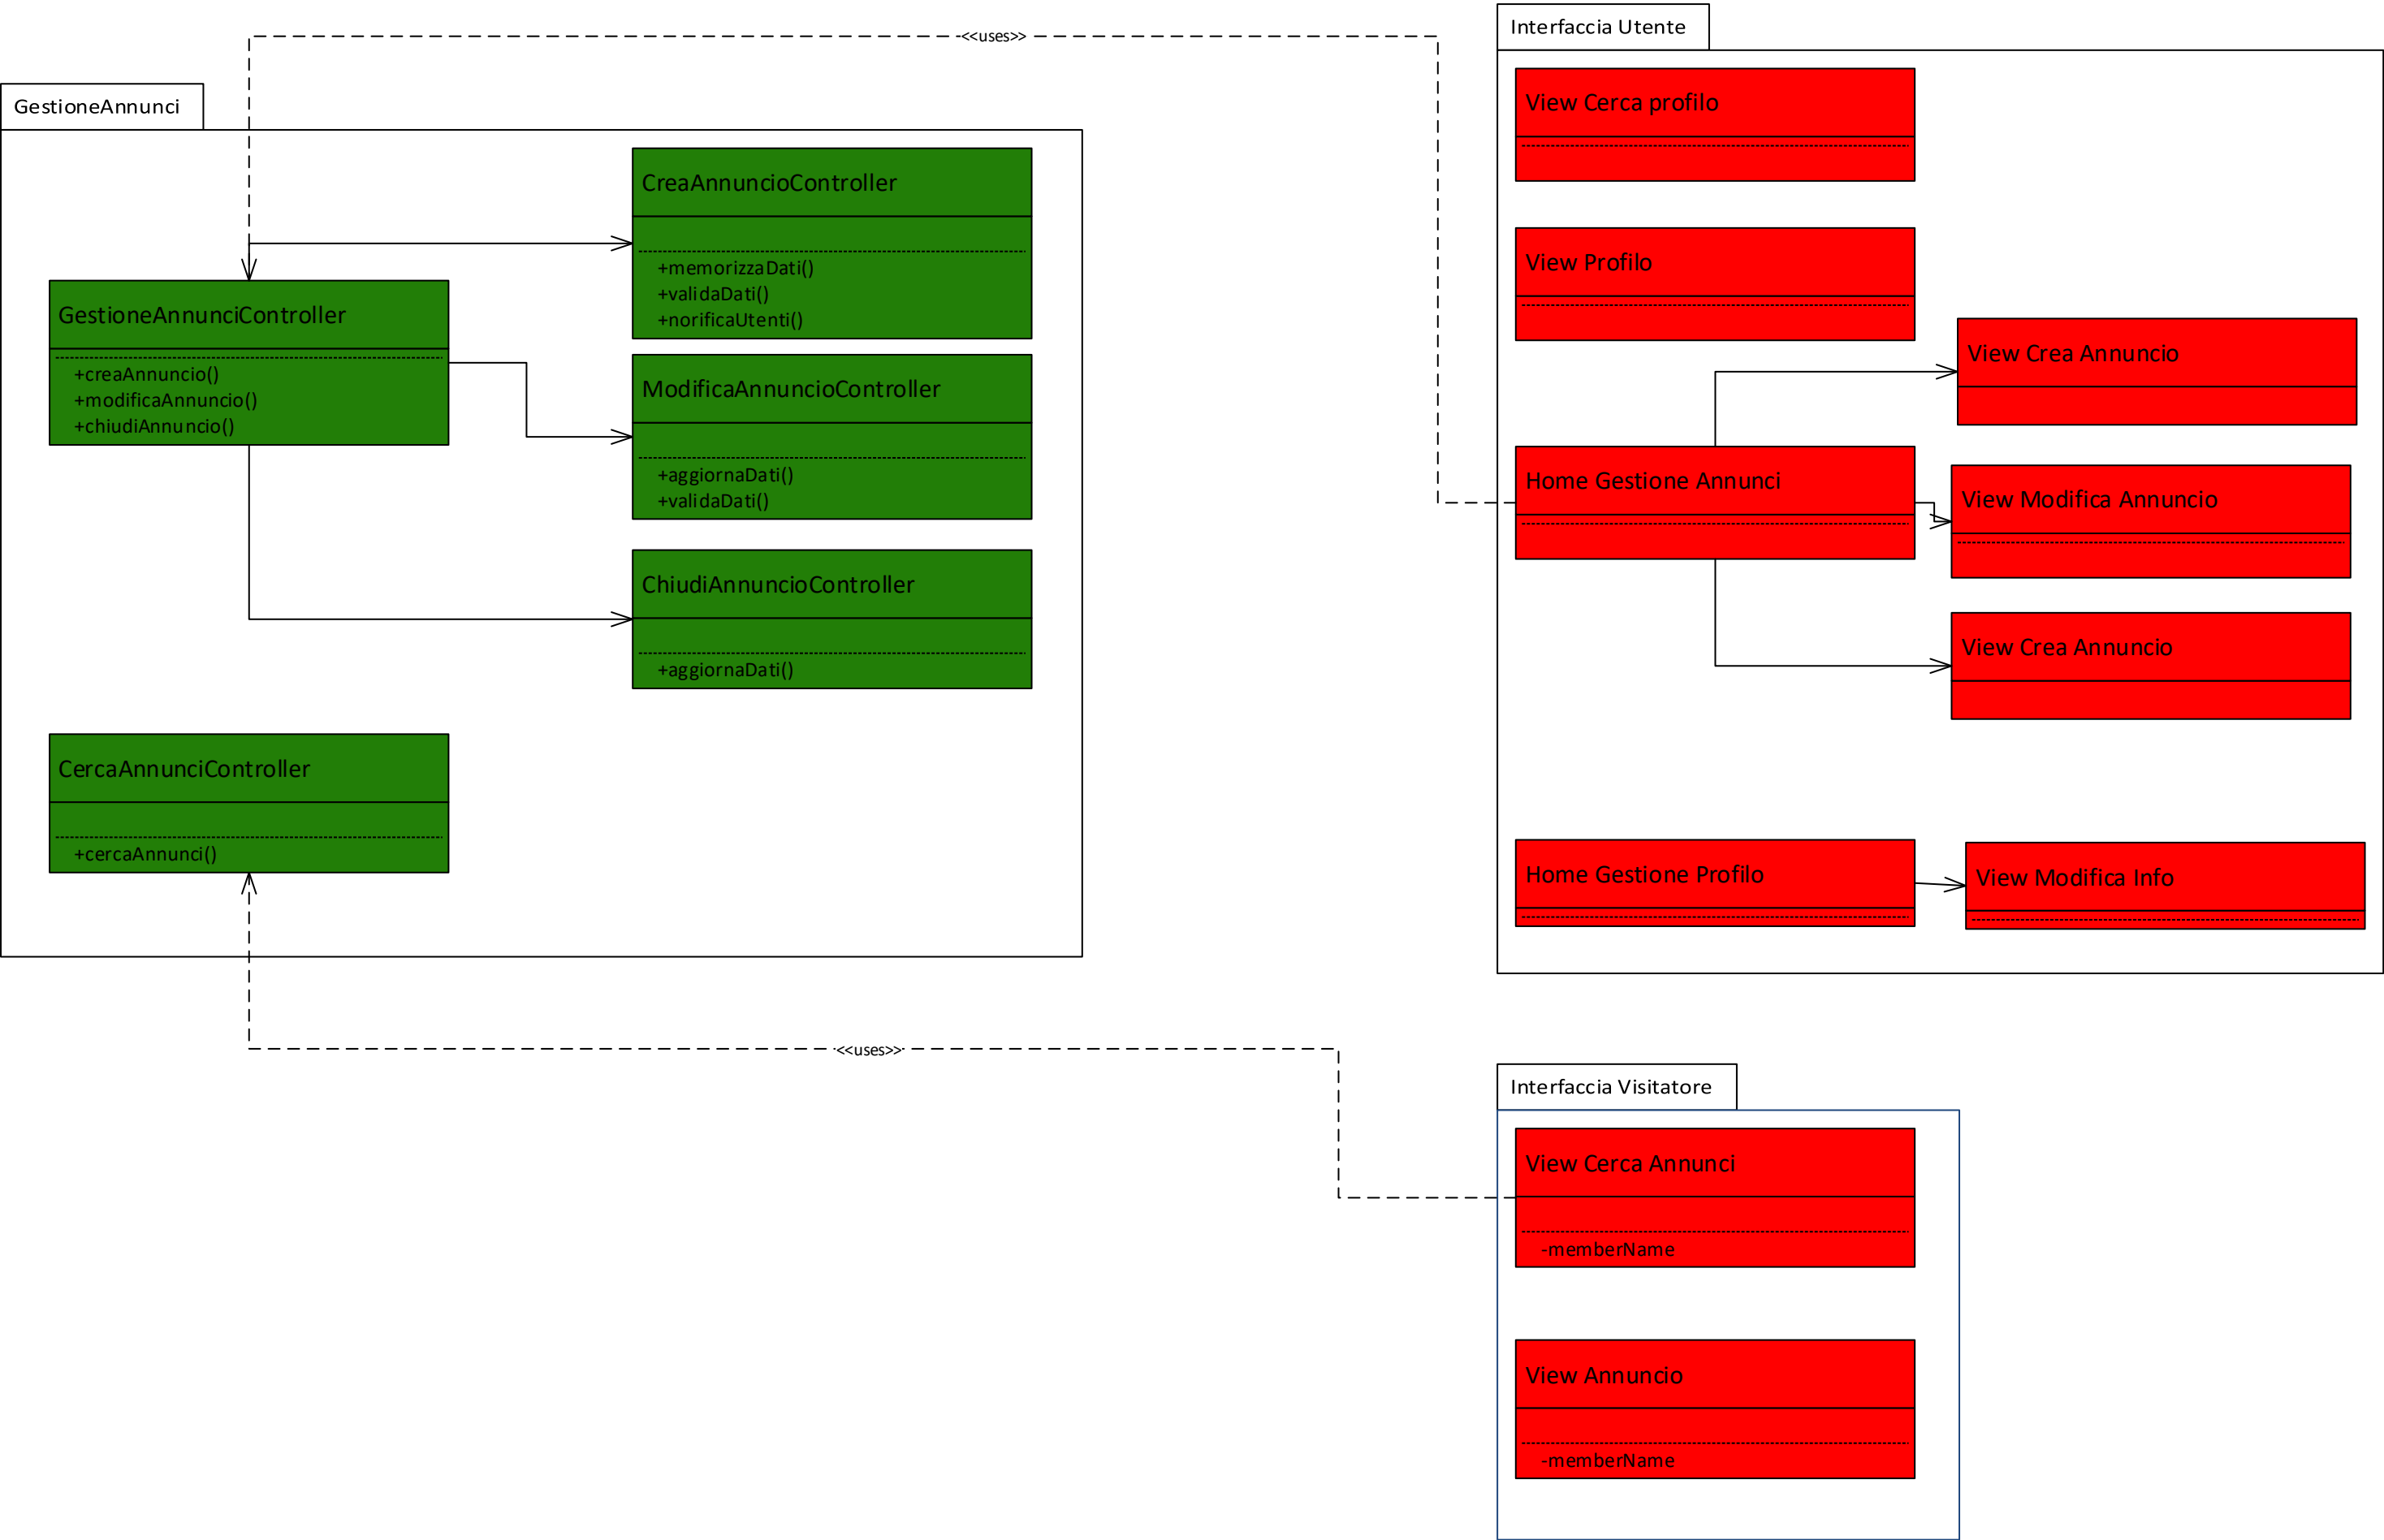 <<uses>>
Interfaccia Utente
GestioneAnnunci
View Cerca profilo
CreaAnnuncioController
+memorizzaDati()
+validaDati()
+norificaUtenti()
View Profilo
GestioneAnnunciController
+creaAnnuncio()
+modificaAnnuncio()
+chiudiAnnuncio()
View Crea Annuncio
ModificaAnnuncioController
+aggiornaDati()
+validaDati()
Home Gestione Annunci
View Modifica Annuncio
ChiudiAnnuncioController
+aggiornaDati()
View Crea Annuncio
CercaAnnunciController
+cercaAnnunci()
Home Gestione Profilo
View Modifica Info
<<uses>>
Interfaccia Visitatore
View Cerca Annunci
-memberName
View Annuncio
-memberName